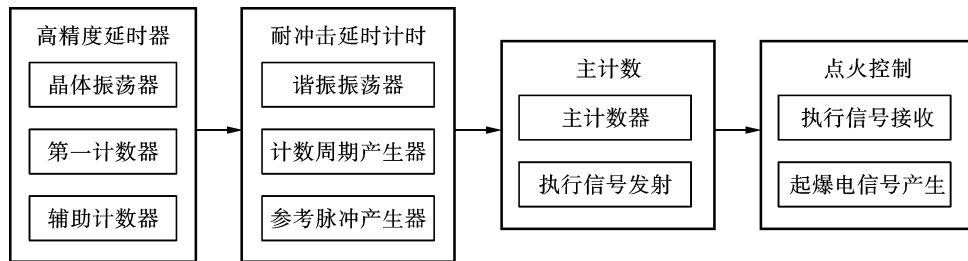 高精度延时器
晶体振荡器
第一计数器
辅助计数器
耐冲击延时计时
谐振振荡器
计数周期产生器
参考脉冲产生器
主计数
主计数器
执行信号发射
点火控制
执行信号接收
起爆电信号产生